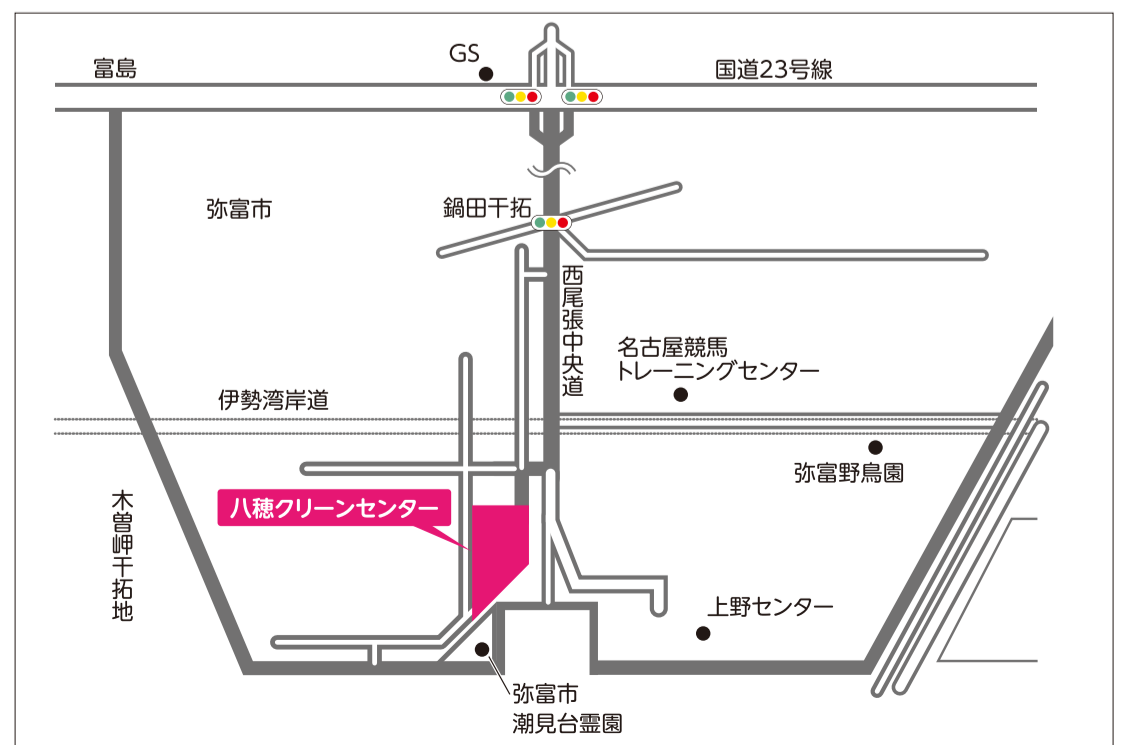 GS
富島
国道23号線
弥富市
鍋田干拓
西尾張中央道
名古屋競馬
トレーニングセンター
伊勢湾岸道
弥富野鳥園
木曽岬干拓地
八穂クリーンセンター
上野センター
弥富市
潮見台霊園